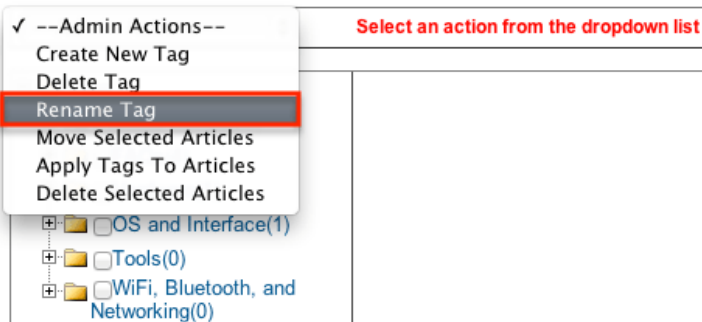 ✓ --Admin Actions--
Select an action from the dropdown list
Create New Tag
Delete Tag
Rename Tag
Move Selected Articles
Apply Tags To Articles
Delete Selected Articles
OS and Interface(1)
Tools(0)
WiFi, Bluetooth, and
Networking(0)